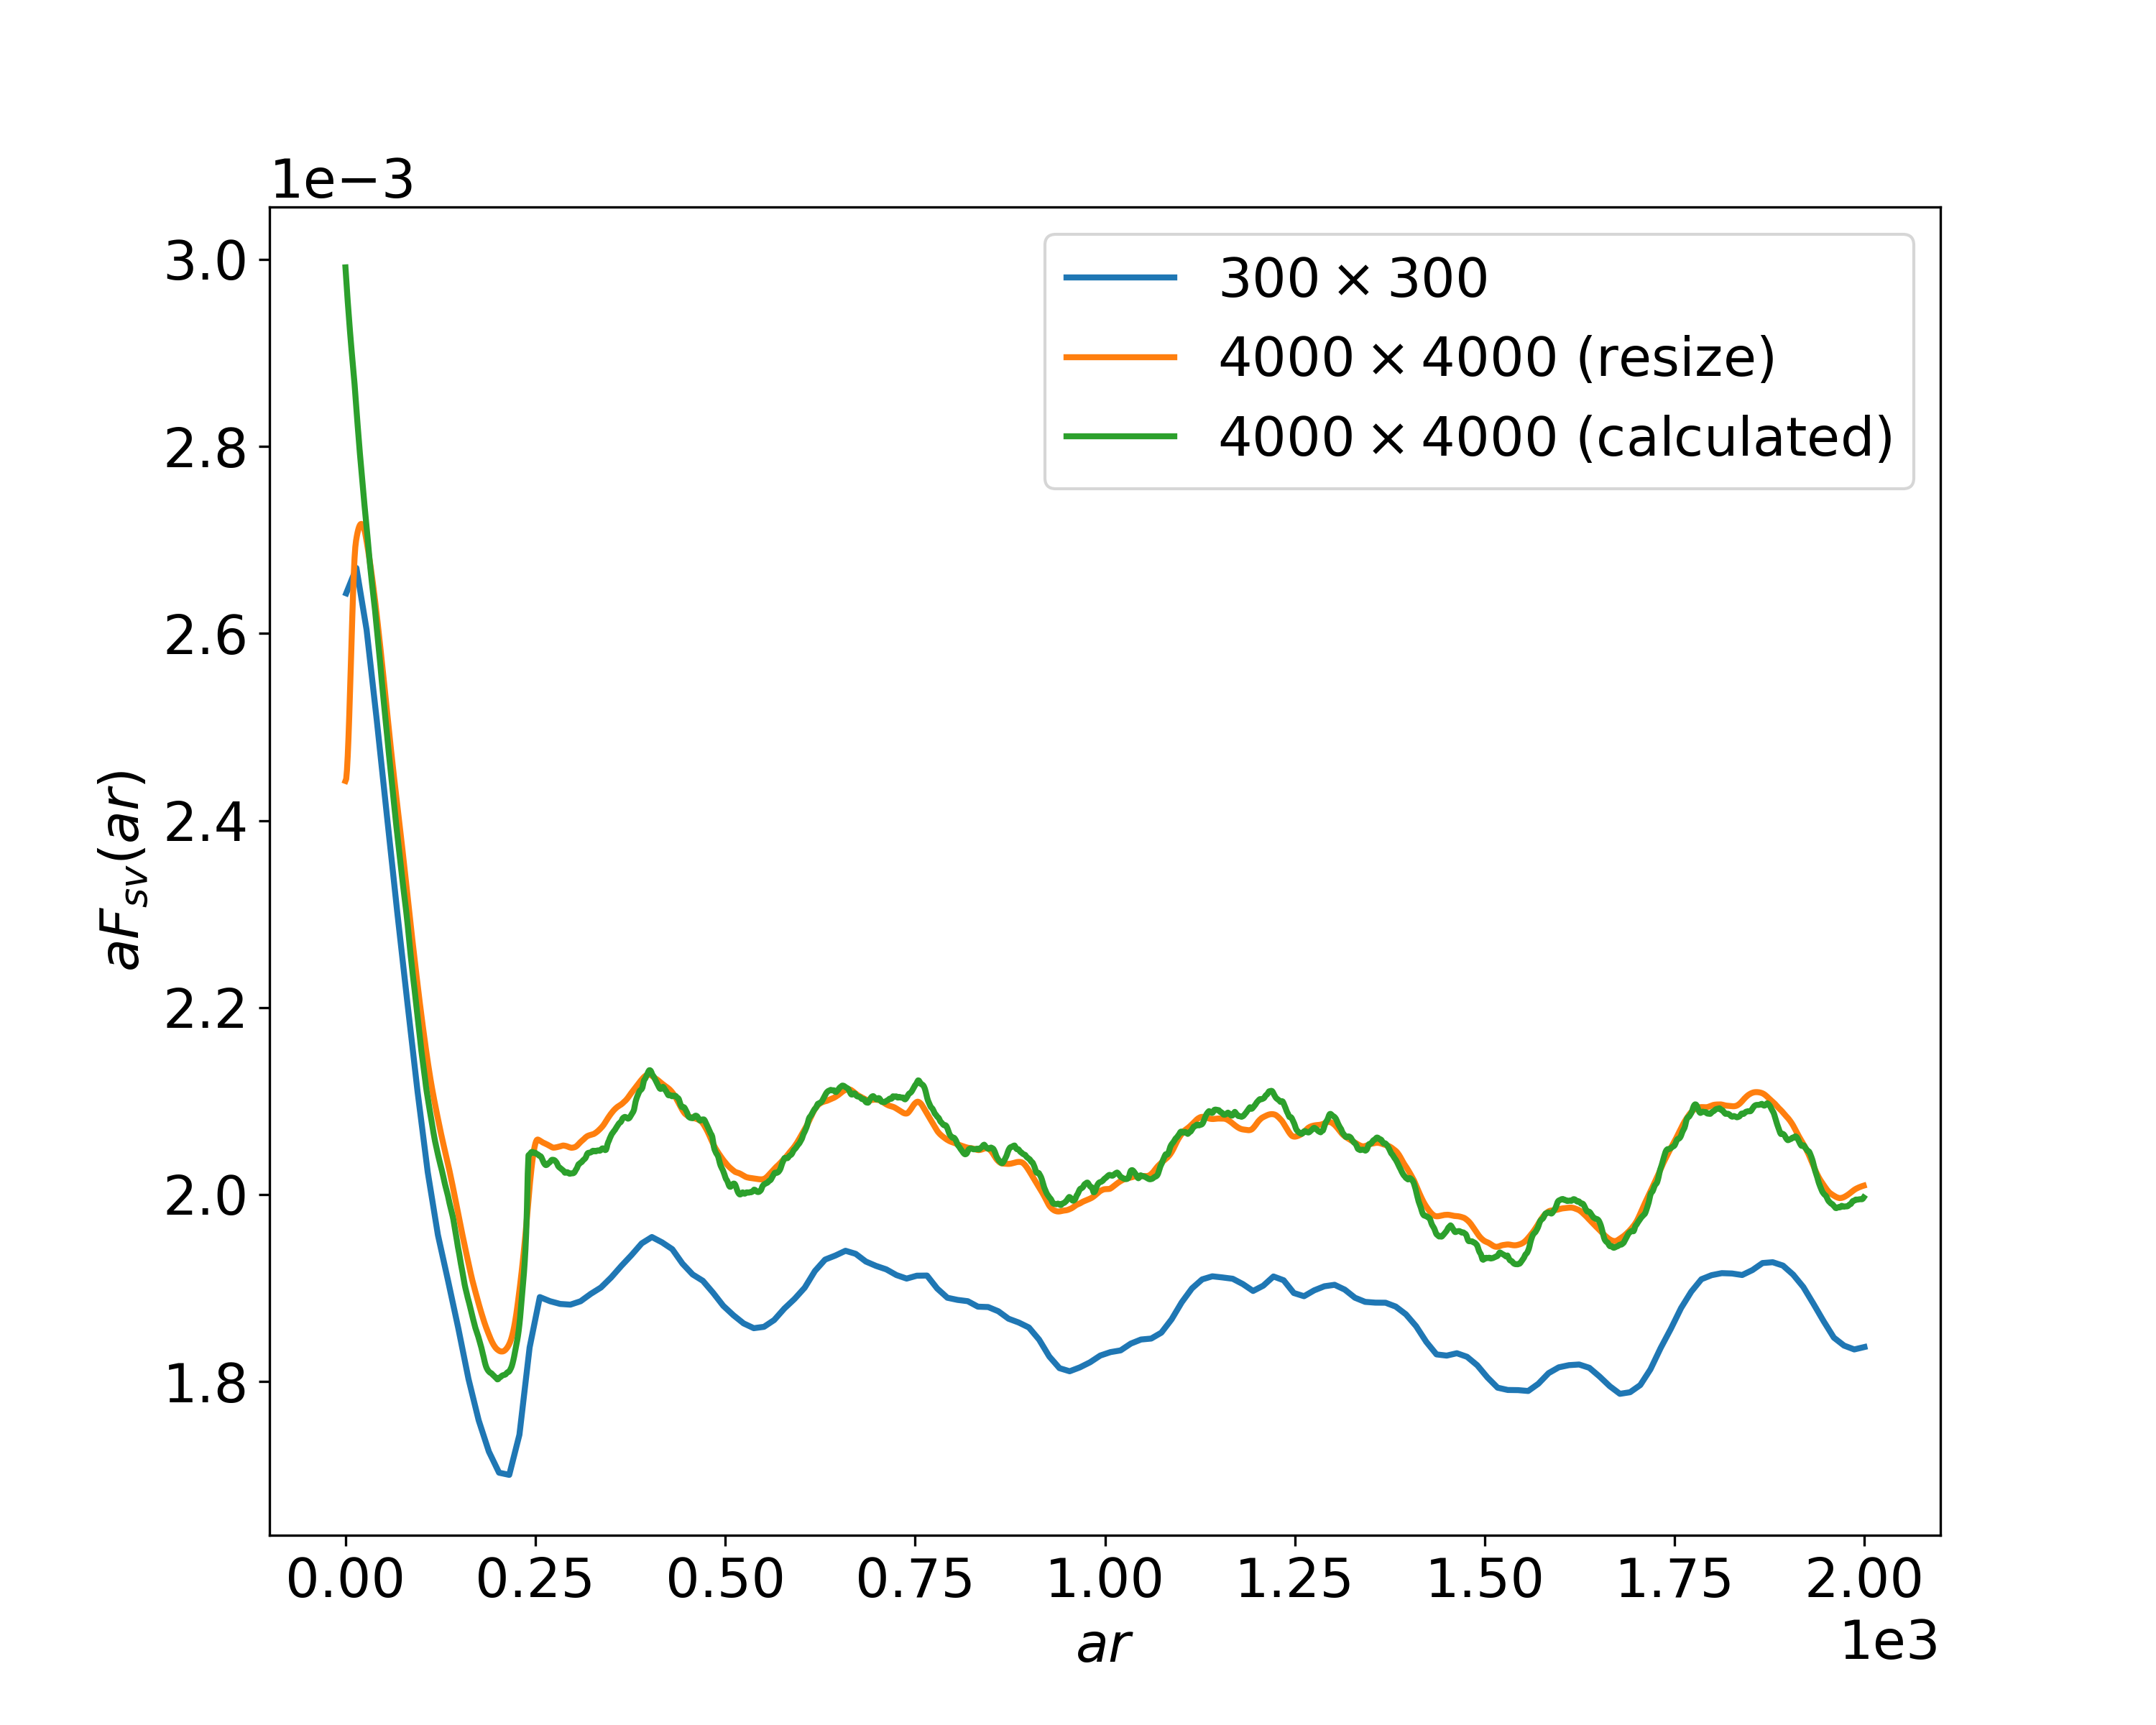 1e−3
3.0
2.8
2.6
2.4
2.2
2.0
1.8
aF_sv(ar)
300 × 300
4000 × 4000 (resize)
4000 × 4000 (calculated)
0.00 0.25 0.50 0.75 1.00 1.25 1.50 1.75 2.00
ar
1e3